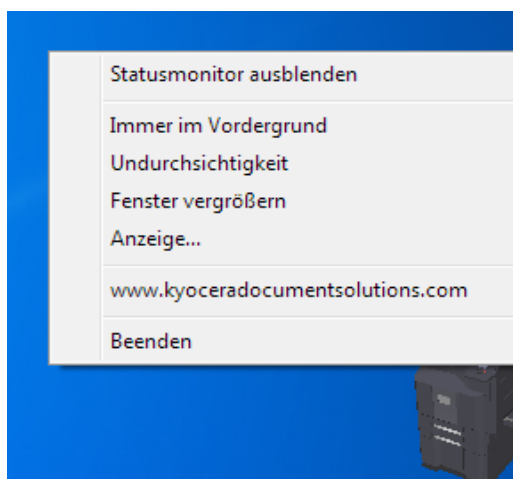 Statusmonitor ausblenden
Immer im Vordergrund
Undurchsichtigkeit
Fenster vergrößern
Anzeige...
www.kyoceradocumentsolutions.com
Beenden